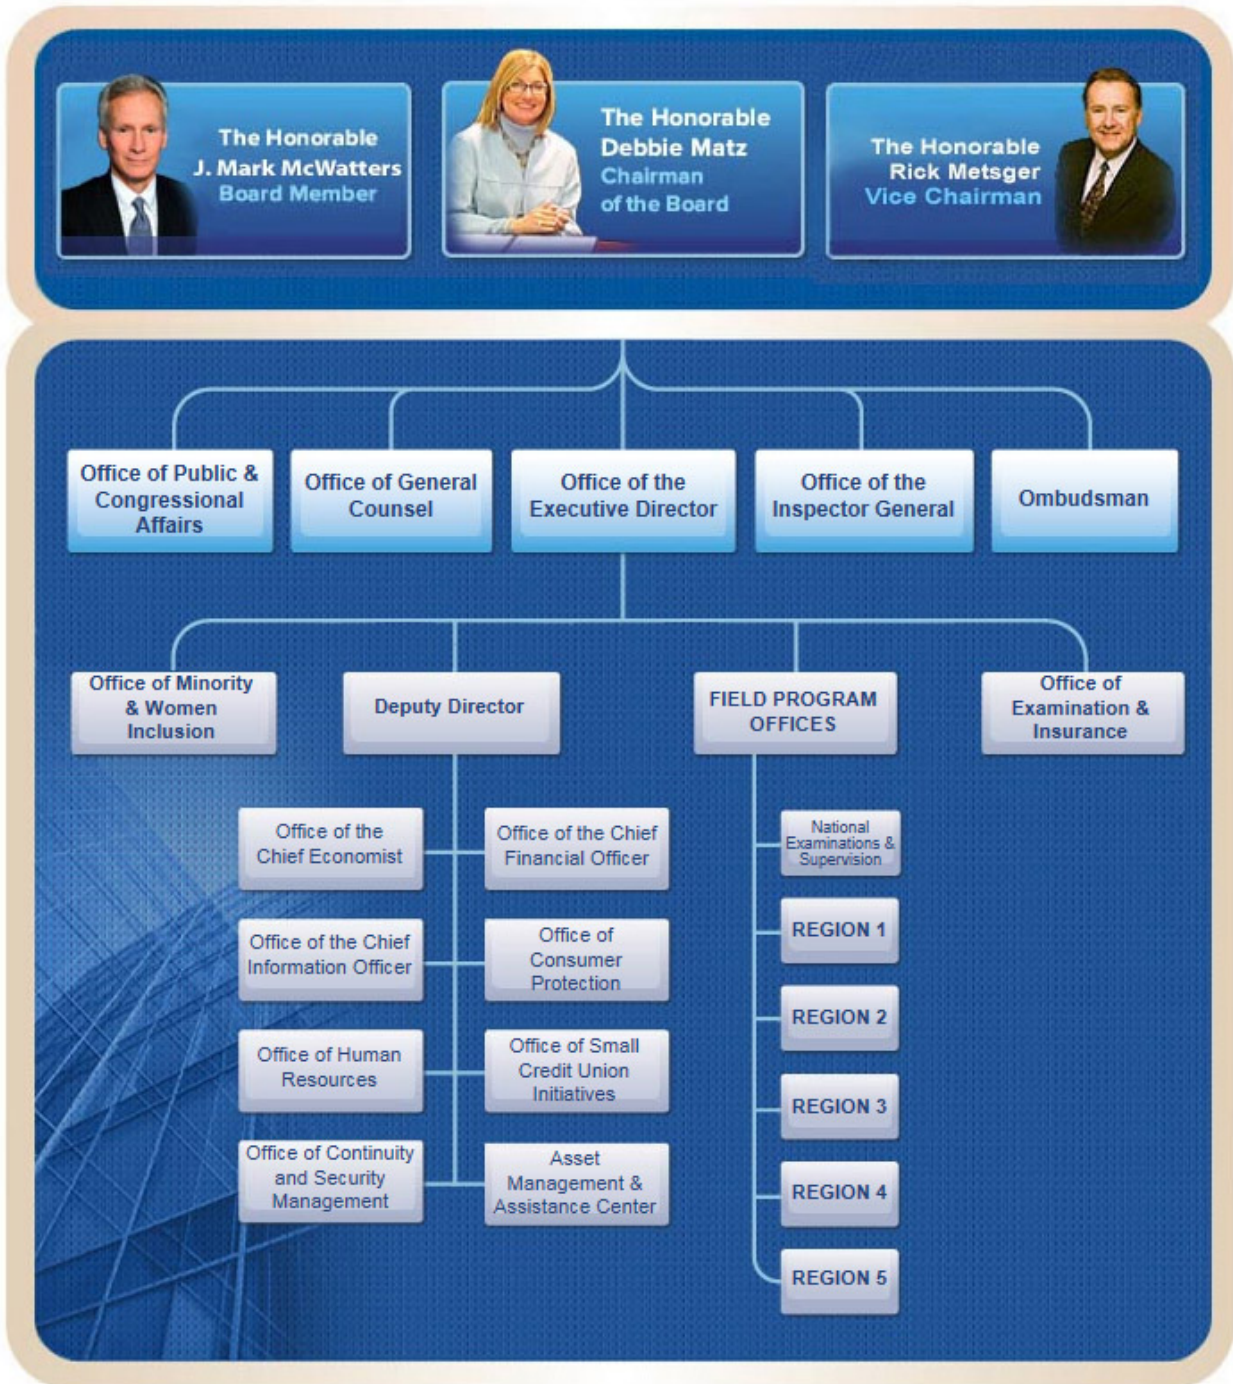 The Honorable
J. Mark McWatters
Board Member
The Honorable
Debbie Matz
Chairman
of the Board
The Honorable
Rick Metsger
Vice Chairman
Office of Public &
Congressional
Affairs
Office of General
Counsel
Office of the
Executive Director
Office of the
Inspector General
Ombudsman
Office of Minority
& Women
Inclusion
Deputy Director
FIELD PROGRAM
OFFICES
Office of
Examination &
Insurance
Office of the
Chief Economist
Office of the Chief
Financial Officer
Office of the Chief
Information Officer
Office of
Consumer
Protection
Office of Human
Resources
Office of Small
Credit Union
Initiatives
Office of Continuity
and Security
Management
Asset
Management &
Assistance Center
National
Examinations &
Supervision
REGION 1
REGION 2
REGION 3
REGION 4
REGION 5